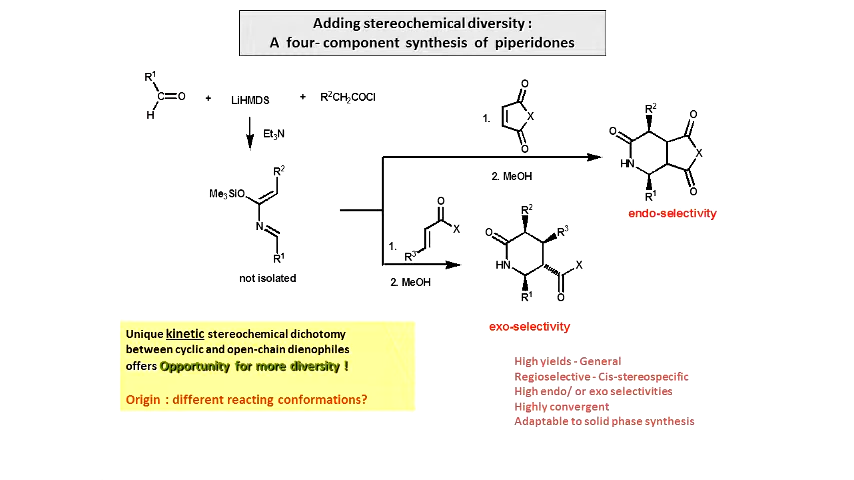 Adding stereochemical diversity :
A four- component synthesis of piperidones
R¹
C=O
H
+
LiHMDS
+
R²CH₂COCl
Et₃N
R²
Me₃SiO
N
R¹
not isolated
1.
O
X
O
2. MeOH
R²
O
O
X
HN
O
R¹
endo-selectivity
1.
O
X
R³
2. MeOH
R²
O
R³
HN
X
R¹
O
exo-selectivity
Unique kinetic stereochemical dichotomy
between cyclic and open-chain dienophiles
offers Opportunity for more diversity !
Origin : different reacting conformations?
High yields - General
Regioselective - Cis-stereospecific
High endo/ or exo selectivities
Highly convergent
Adaptable to solid phase synthesis